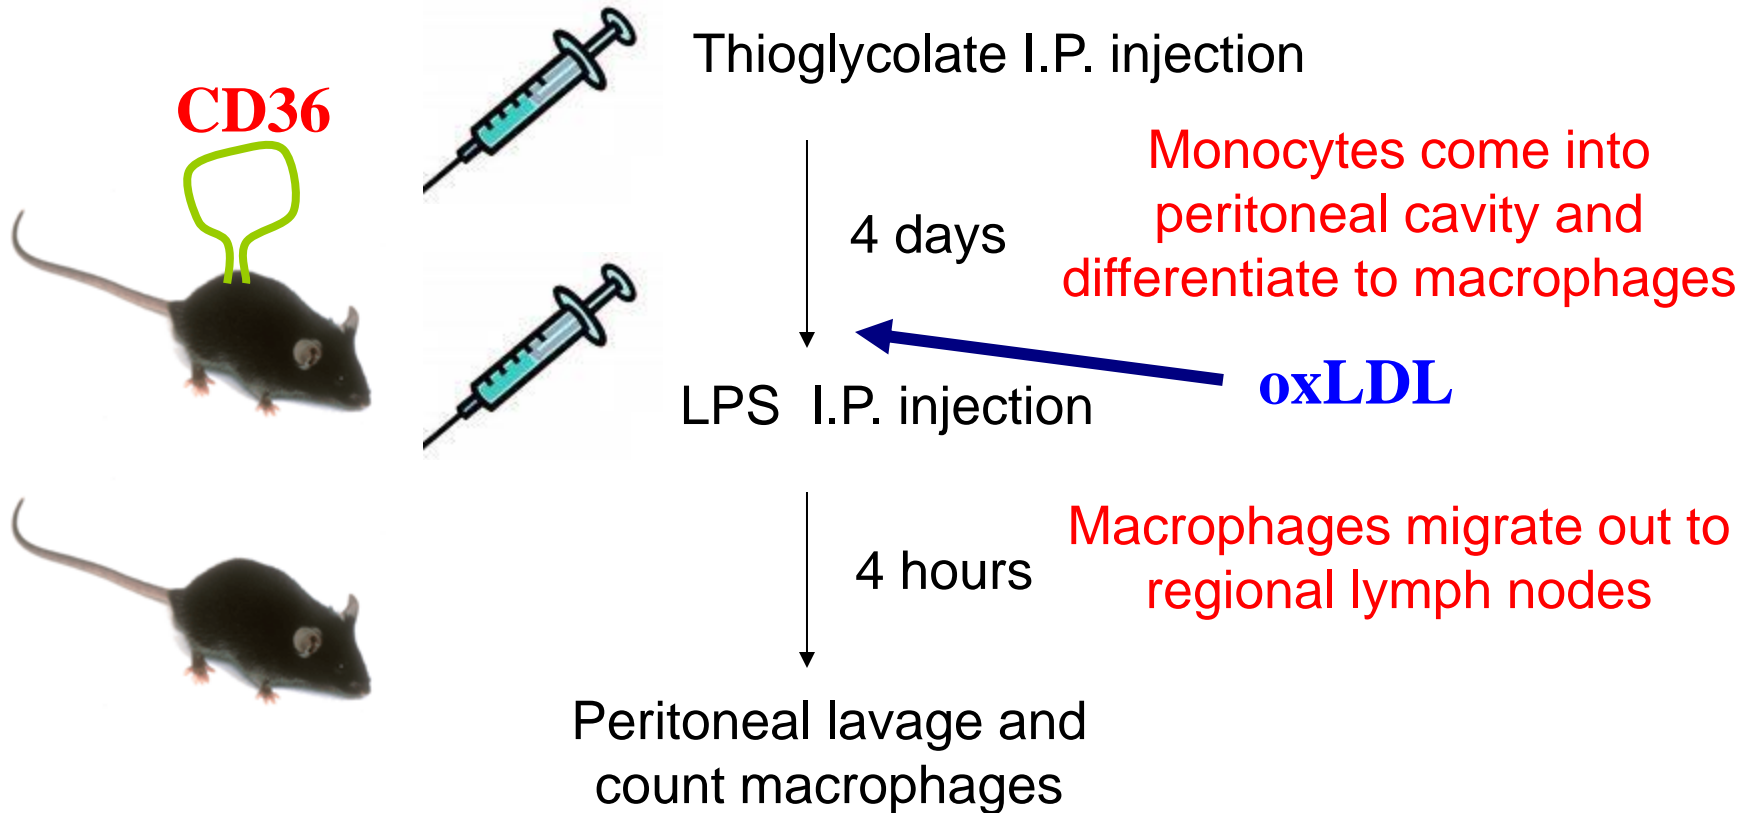 Thioglycolate I.P. injection
CD36
Monocytes come into
peritoneal cavity and
differentiate to macrophages
4 days
oxLDL
LPS  I.P. injection
Macrophages migrate out to
regional lymph nodes
4 hours
Peritoneal lavage and
count macrophages